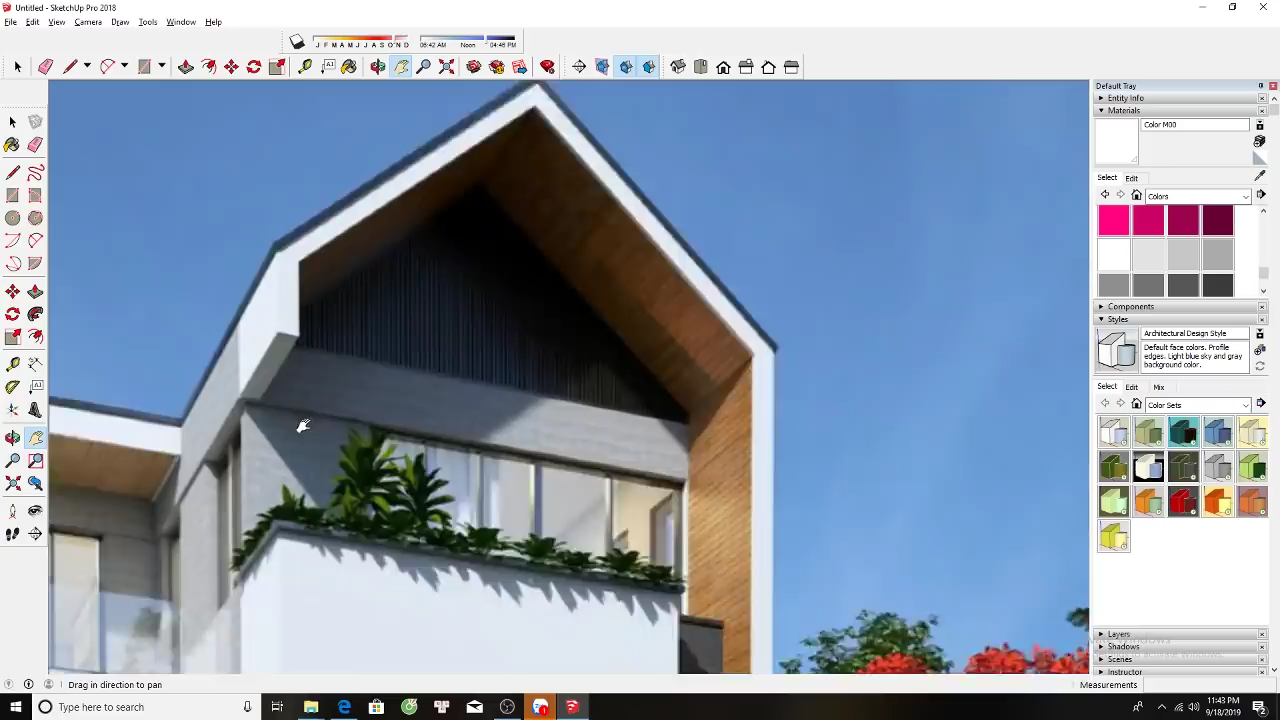 Untitled - SketchUp Pro 2018
File Edit View Camera Draw Tools Window Help
J F M A M J J A S O N D
06:42 AM Noon 04:46 PM
Default Tray
Entity Info
Materials
Color M00
Select Edit
Colors
Components
Styles
Architectural Design Style
Default face colors. Profile
edges. Light blue sky and gray
background color.
Select Edit Mix
Color Sets
Layers
Shadows
Scenes
Instructor
Drag in direction to pan
Measurements
Type here to search
11:43 PM
9/18/2019